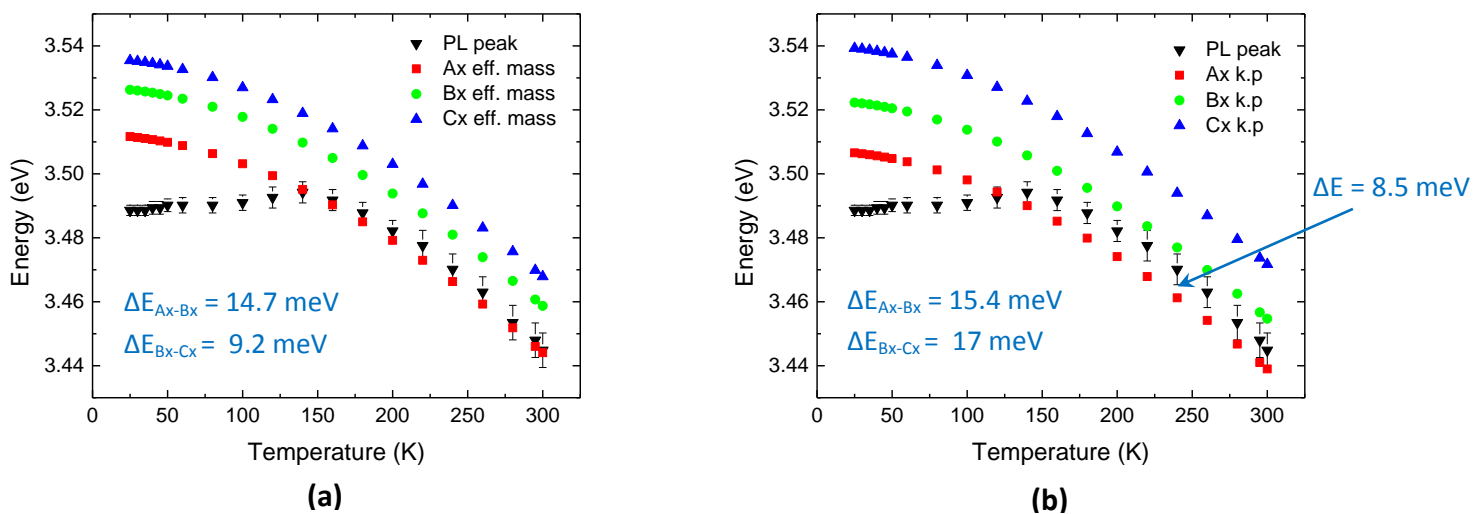 3.54
3.52
3.50
3.48
3.46
3.44
Energy (eV)
0
50
100
150
200
250
300
Temperature (K)
PL peak
Ax eff. mass
Bx eff. mass
Cx eff. mass
ΔE_Ax-Bx = 14.7 meV
ΔE_Bx-Cx = 9.2 meV
(a)
3.54
3.52
3.50
3.48
3.46
3.44
Energy (eV)
0
50
100
150
200
250
300
Temperature (K)
PL peak
Ax k.p
Bx k.p
Cx k.p
ΔE = 8.5 meV
ΔE_Ax-Bx = 15.4 meV
ΔE_Bx-Cx = 17 meV
(b)